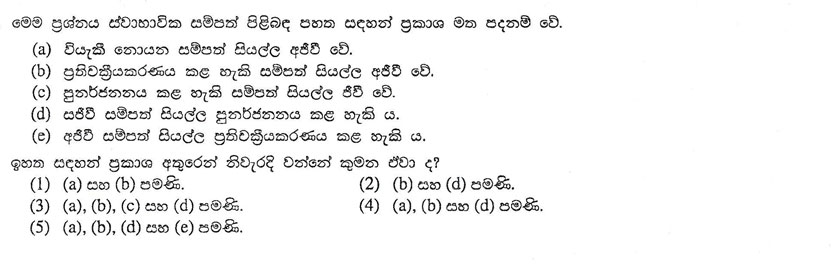 මෙම ප්‍රශ්නය ස්වාභාවික සම්පත් පිළිබඳ පහත සඳහන් ප්‍රකාශ මත පදනම් වේ.
(a) වියැකී නොයන සම්පත් සියල්ල අජීවී වේ.
(b) ප්‍රතිචක්‍රීයකරණය කළ හැකි සම්පත් සියල්ල අජීවී වේ.
(c) පුනර්ජනනය කළ හැකි සම්පත් සියල්ල ජීවී වේ.
(d) සජීවී සම්පත් සියල්ල පුනර්ජනනය කළ හැකි ය.
(e) අජීවී සම්පත් සියල්ල ප්‍රතිචක්‍රීයකරණය කළ හැකි ය.
ඉහත සඳහන් ප්‍රකාශ අතුරෙන් නිවැරදි වන්නේ කුමන ඒවා ද?
(1) (a) සහ (b) පමණි. (2) (b) සහ (d) පමණි.
(3) (a), (b), (c) සහ (d) පමණි. (4) (a), (b) සහ (d) පමණි.
(5) (a), (b), (d) සහ (e) පමණි.